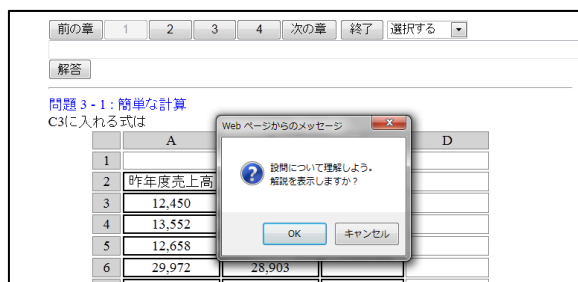 前の章 1 2 3 4 次の章 終了 選択する
解答
問題 3 - 1 : 簡単な計算
C3に入れる式は
Web ページからのメッセージ
設問について理解しよう。
解説を表示しますか?
OK キャンセル
A D
1
2 昨年度売上高
3 12,450
4 13,552
5 12,658
6 29,972 28,903